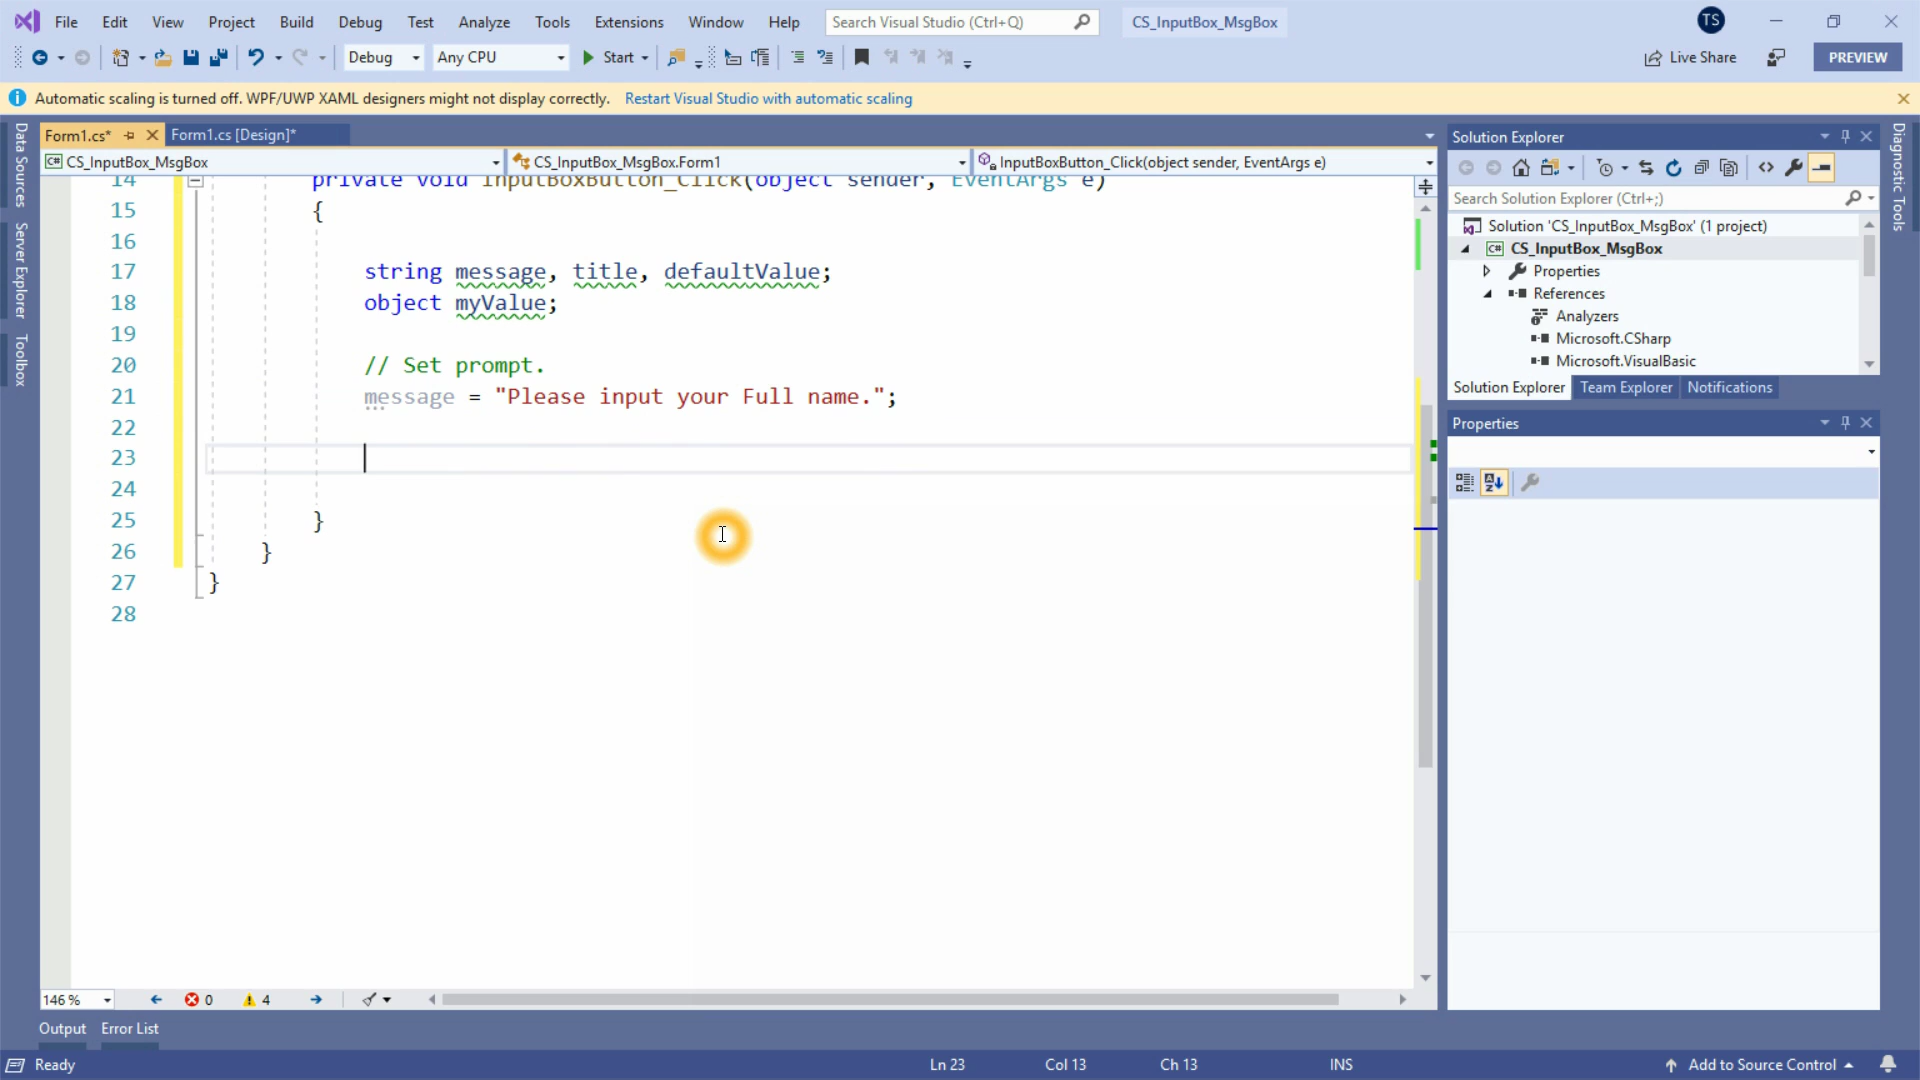 File Edit View Project Build Debug Test Analyze Tools Extensions Window Help Search Visual Studio (Ctrl+Q) CS_InputBox_MsgBox TS
Debug Any CPU Start Live Share PREVIEW
Automatic scaling is turned off. WPF/UWP XAML designers might not display correctly. Restart Visual Studio with automatic scaling
Data Sources
Server Explorer
Toolbox
Form1.cs* Form1.cs [Design]*
C# CS_InputBox_MsgBox CS_InputBox_MsgBox.Form1 InputBoxButton_Click(object sender, EventArgs e)
14 private void InputBoxButton_Click(object sender, EventArgs e)
15 {
16
17 string message, title, defaultValue;
18 object myValue;
19
20 // Set prompt.
21 message = "Please input your Full name.";
22
23
24
25 }
26 }
27 }
28
146 % 0 4
Solution Explorer
Search Solution Explorer (Ctrl+;)
Solution 'CS_InputBox_MsgBox' (1 project)
C# CS_InputBox_MsgBox
Properties
References
Analyzers
Microsoft.CSharp
Microsoft.VisualBasic
Solution Explorer Team Explorer Notifications
Properties
Diagnostic Tools
Output Error List
Ready Ln 23 Col 13 Ch 13 INS Add to Source Control